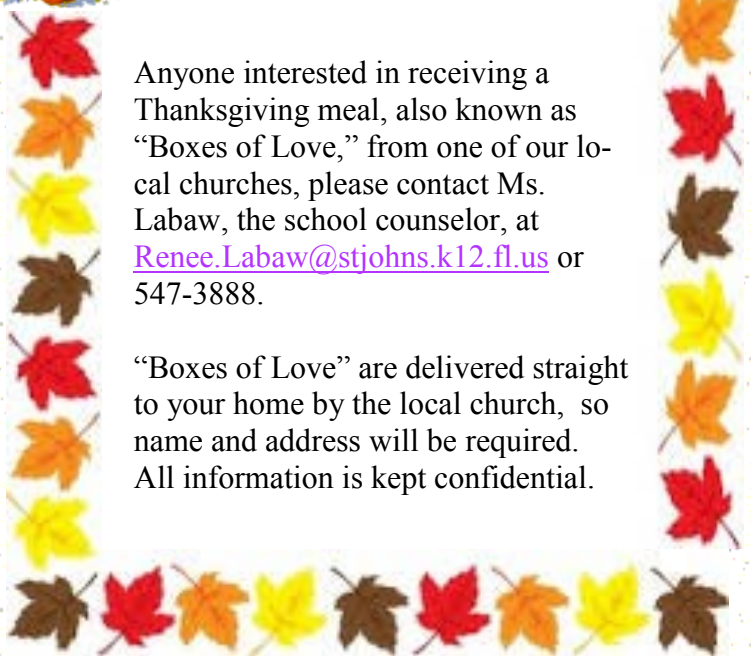 Anyone interested in receiving a
Thanksgiving meal, also known as
“Boxes of Love,” from one of our lo-
cal churches, please contact Ms.
Labaw, the school counselor, at
Renee.Labaw@stjohns.k12.fl.us or
547-3888.
“Boxes of Love” are delivered straight
to your home by the local church,  so
name and address will be required.
All information is kept confidential.